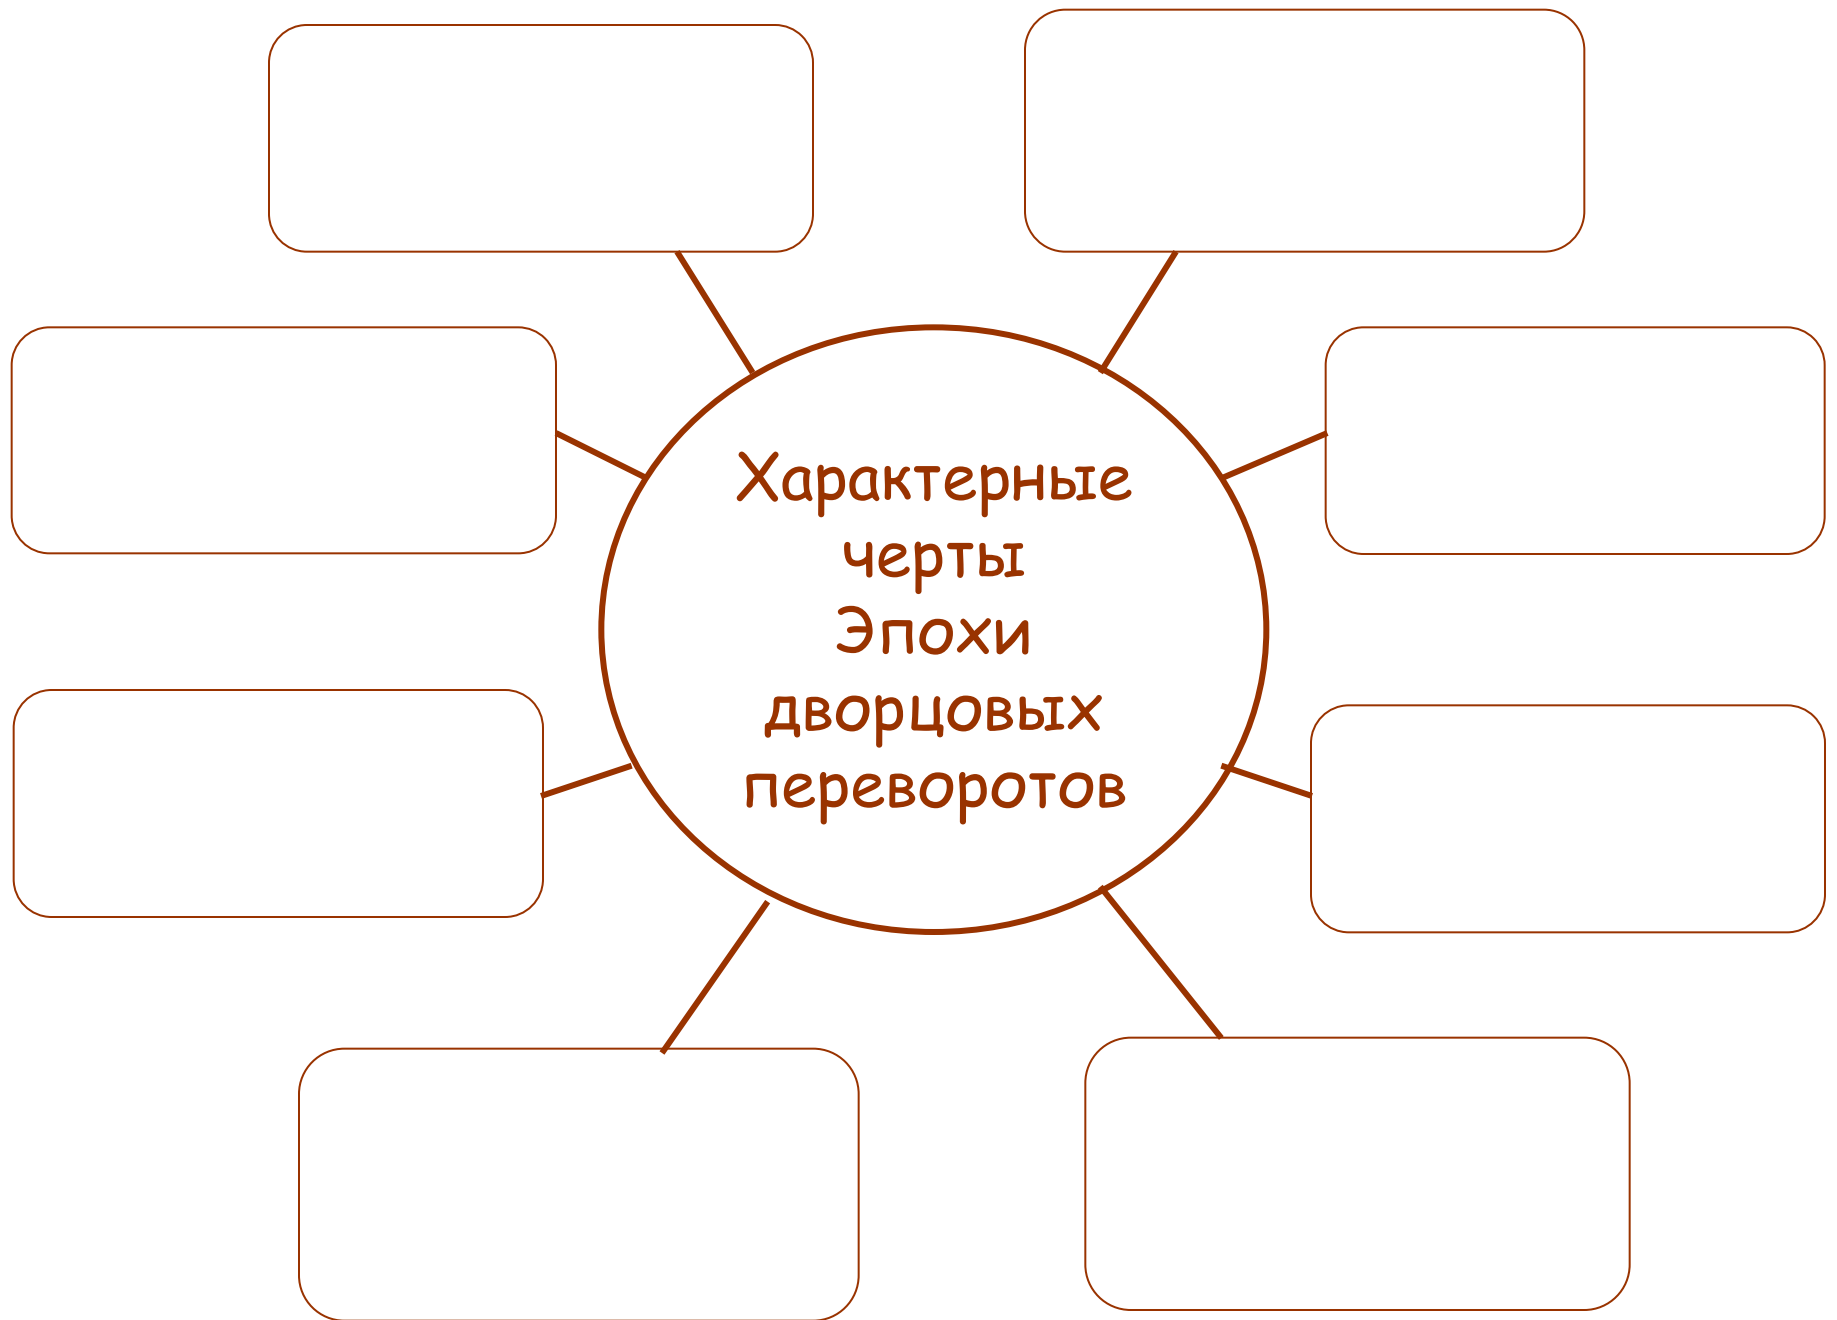 Характерные
черты
Эпохи
дворцовых
переворотов